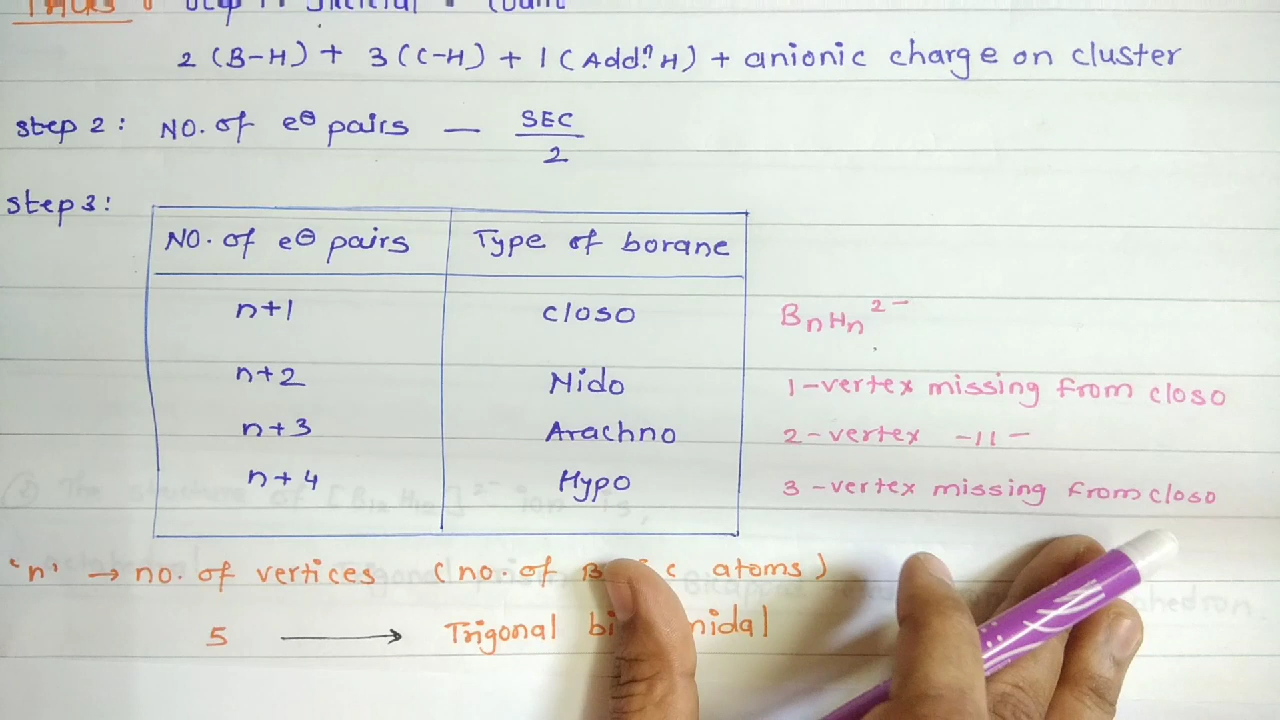 2 (B-H) + 3 (C-H) + 1 (Add? H) + anionic charge on cluster
step 2: NO. of e⊖ pairs — SEC/2
step 3:
NO. of e⊖ pairs Type of borane
n+1 closo BnHn 2-
n+2 Nido 1-vertex missing from closo
n+3 Arachno 2-vertex -11-
n+4 Hypo 3-vertex missing from closo
'n' → no. of vertices (no. of B C atoms)
5 → Trigonal